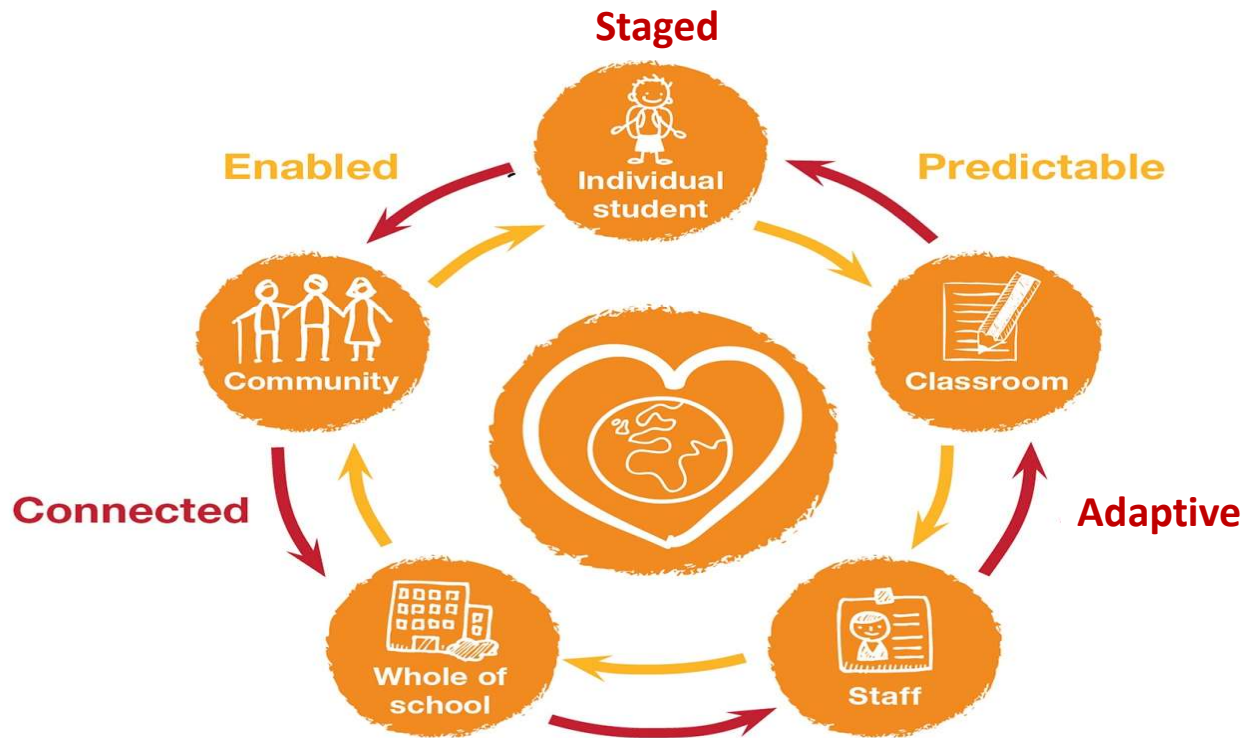 Staged
Enabled
Predictable
Individual
student
Community
Classroom
Connected
Adaptive
Whole of
school
Staff